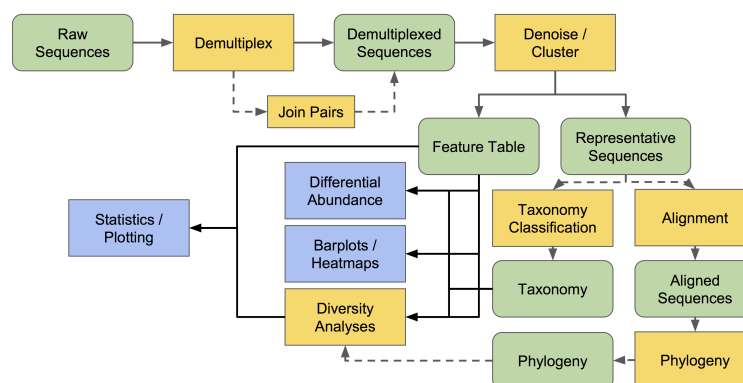 Raw
Sequences
Demultiplex
Demultiplexed
Sequences
Denoise /
Cluster
Join Pairs
Feature Table
Representative
Sequences
Differential
Abundance
Statistics /
Plotting
Taxonomy
Classification
Alignment
Barplots /
Heatmaps
Taxonomy
Aligned
Sequences
Diversity
Analyses
Phylogeny
Phylogeny